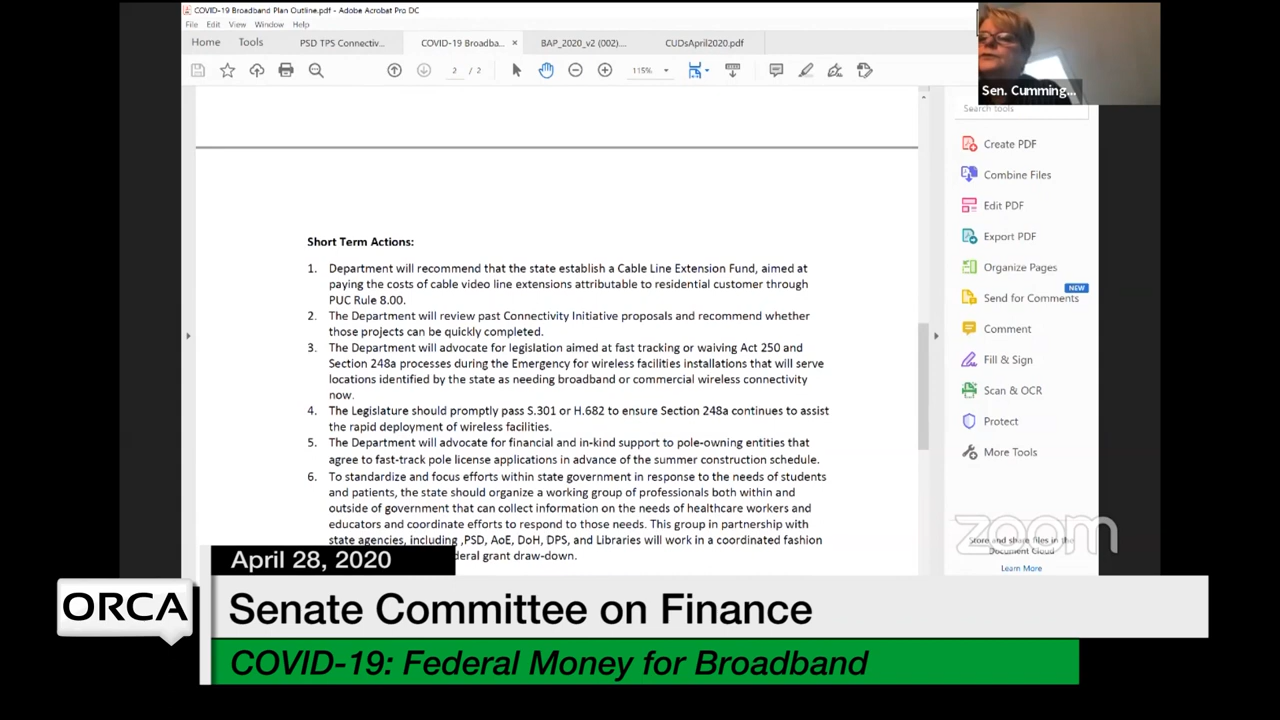 COVID-19 Broadband Plan Outline.pdf - Adobe Acrobat Pro DC
File Edit View Window Help
Home Tools PSD TPS Connectiv... COVID-19 Broadba... × BAP_2020_v2 (002).... CUDsApril2020.pdf
2 / 2 115%
Sen. Cumming...
Search tools
Short Term Actions:
1. Department will recommend that the state establish a Cable Line Extension Fund, aimed at
paying the costs of cable video line extensions attributable to residential customer through
PUC Rule 8.00.
2. The Department will review past Connectivity Initiative proposals and recommend whether
those projects can be quickly completed.
3. The Department will advocate for legislation aimed at fast tracking or waiving Act 250 and
Section 248a processes during the Emergency for wireless facilities installations that will serve
locations identified by the state as needing broadband or commercial wireless connectivity
now.
4. The Legislature should promptly pass S.301 or H.682 to ensure Section 248a continues to assist
the rapid deployment of wireless facilities.
5. The Department will advocate for financial and in-kind support to pole-owning entities that
agree to fast-track pole license applications in advance of the summer construction schedule.
6. To standardize and focus efforts within state government in response to the needs of students
and patients, the state should organize a working group of professionals both within and
outside of government that can collect information on the needs of healthcare workers and
educators and coordinate efforts to respond to those needs. This group in partnership with
state agencies, including ,PSD, AoE, DoH, DPS, and Libraries will work in a coordinated fashion
deral grant draw-down.
Create PDF
Combine Files
Edit PDF
Export PDF
Organize Pages
NEW
Send for Comments
Comment
Fill & Sign
Scan & OCR
Protect
More Tools
zoom
Store and share files in the
Document Cloud
Learn More
April 28, 2020
ORCA
Senate Committee on Finance
COVID-19: Federal Money for Broadband